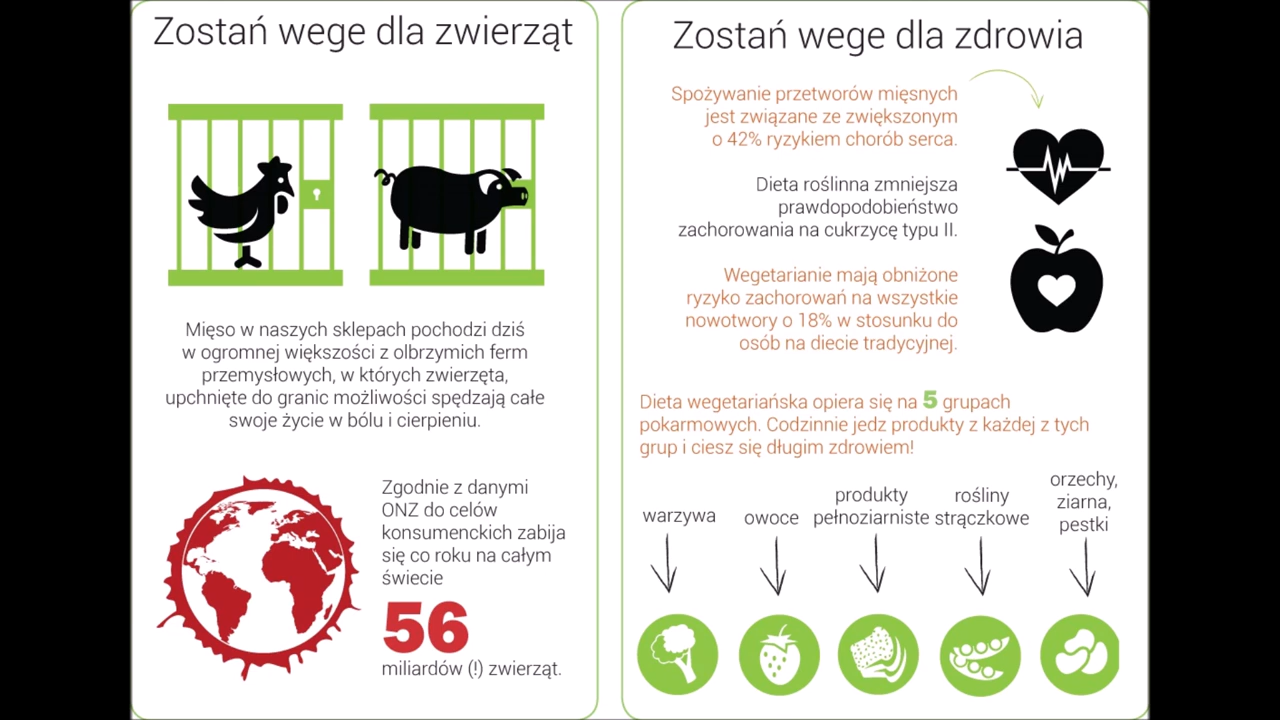 Zostań wege dla zwierząt
Mięso w naszych sklepach pochodzi dziś
w ogromnej większości z olbrzymich ferm
przemysłowych, w których zwierzęta,
upchnięte do granic możliwości spędzają całe
swoje życie w bólu i cierpieniu.
Zgodnie z danymi
ONZ do celów
konsumenckich zabija
się co roku na całym
świecie
56
miliardów (!) zwierząt.
Zostań wege dla zdrowia
Spożywanie przetworów mięsnych
jest związane ze zwiększonym
o 42% ryzykiem chorób serca.
Dieta roślinna zmniejsza
prawdopodobieństwo
zachorowania na cukrzycę typu II.
Wegetarianie mają obniżone
ryzyko zachorowań na wszystkie
nowotwory o 18% w stosunku do
osób na diecie tradycyjnej.
Dieta wegetariańska opiera się na 5 grupach
pokarmowych. Codzinnie jedz produkty z każdej z tych
grup i ciesz się długim zdrowiem!
warzywa
owoce
produkty
pełnoziarniste
rośliny
strączkowe
orzechy,
ziarna,
pestki